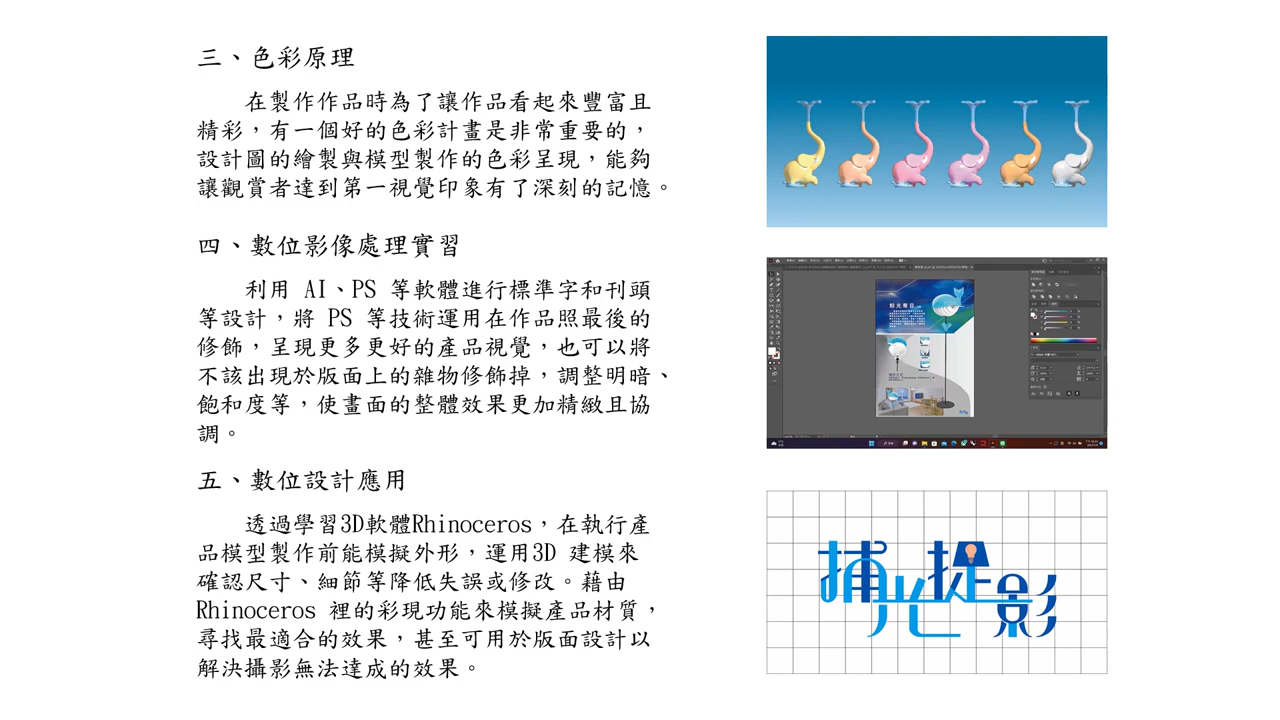 三、色彩原理
在製作作品時為了讓作品看起來豐富且
精彩，有一個好的色彩計畫是非常重要的，
設計圖的繪製與模型製作的色彩呈現，能夠
讓觀賞者達到第一視覺印象有了深刻的記憶。
四、數位影像處理實習
利用 AI、PS 等軟體進行標準字和刊頭
等設計，將 PS 等技術運用在作品照最後的
修飾，呈現更多更好的產品視覺，也可以將
不該出現於版面上的雜物修飾掉，調整明暗、
飽和度等，使畫面的整體效果更加精緻且協
調。
五、數位設計應用
透過學習3D軟體Rhinoceros，在執行產
品模型製作前能模擬外形，運用3D 建模來
確認尺寸、細節等降低失誤或修改。藉由
Rhinoceros 裡的彩現功能來模擬產品材質，
尋找最適合的效果，甚至可用於版面設計以
解決攝影無法達成的效果。
捕光捉影